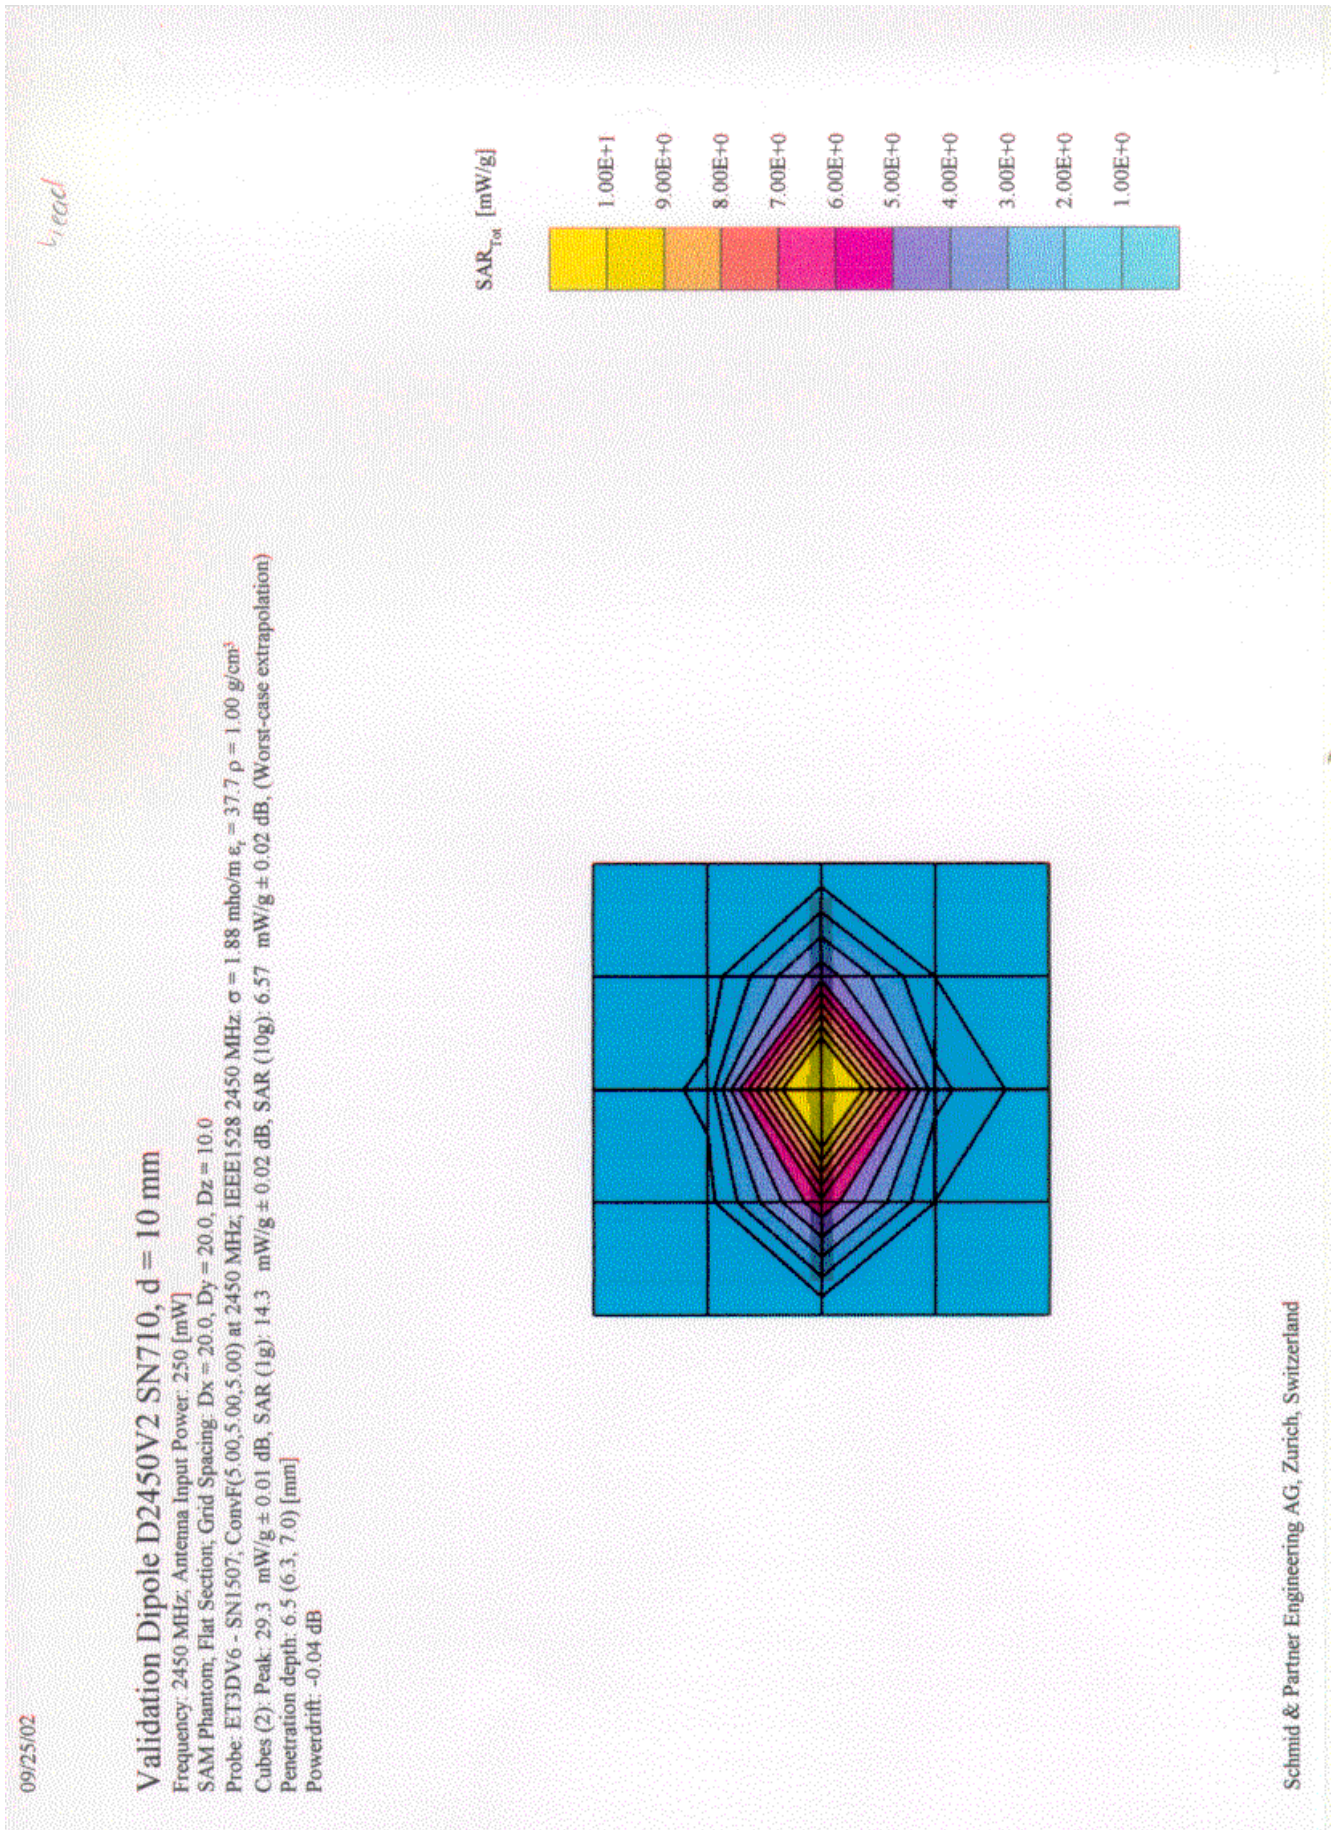 09/25/02
head
Validation Dipole D2450V2 SN710, d = 10 mm
Frequency: 2450 MHz; Antenna Input Power: 250 [mW]
SAM Phantom; Flat Section; Grid Spacing: Dx = 20.0, Dy = 20.0, Dz = 10.0
Probe: ET3DV6 - SN1507; ConvF(5.00,5.00,5.00) at 2450 MHz; IEEE1528 2450 MHz: σ = 1.88 mho/m εr = 37.7 ρ = 1.00 g/cm³
Cubes (2): Peak: 29.3 mW/g ± 0.01 dB, SAR (1g): 14.3 mW/g ± 0.02 dB, SAR (10g): 6.57 mW/g ± 0.02 dB, (Worst-case extrapolation)
Penetration depth: 6.5 (6.3, 7.0) [mm]
Powerdrift: -0.04 dB
SARTot [mW/g]
1.00E+1
9.00E+0
8.00E+0
7.00E+0
6.00E+0
5.00E+0
4.00E+0
3.00E+0
2.00E+0
1.00E+0
Schmid & Partner Engineering AG, Zurich, Switzerland